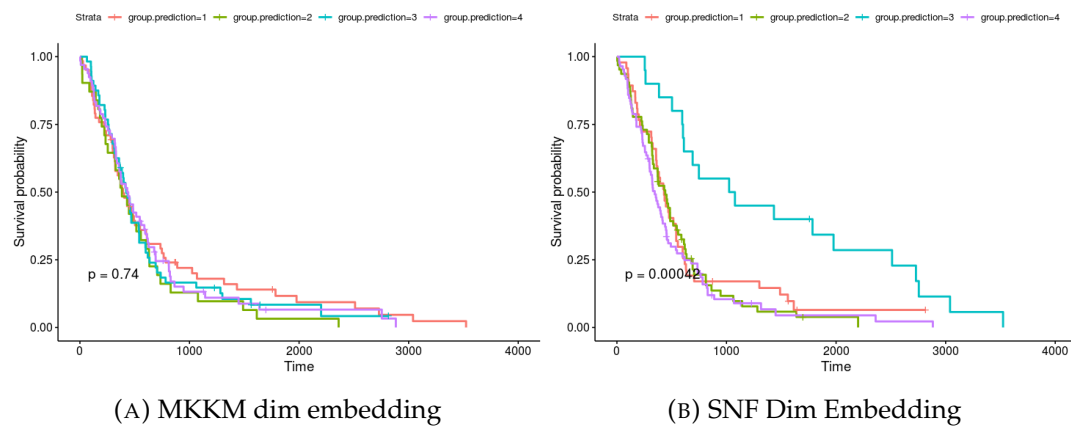 Strata group.prediction=1 group.prediction=2 group.prediction=3 group.prediction=4
1.00
0.75
0.50
0.25
0.00
Survival probability
p = 0.74
0 1000 2000 3000 4000
Time
(A) MKKM dim embedding
Strata group.prediction=1 group.prediction=2 group.prediction=3 group.prediction=4
1.00
0.75
0.50
0.25
0.00
Survival probability
p = 0.00042
0 1000 2000 3000 4000
Time
(B) SNF Dim Embedding